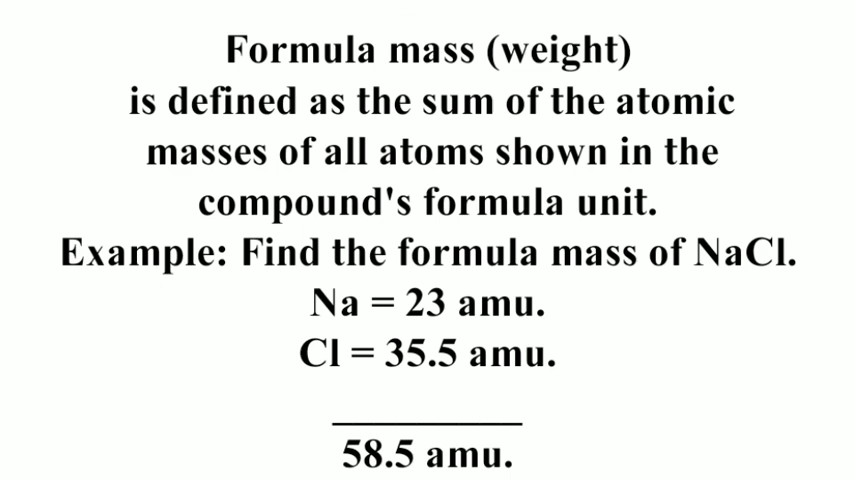 Formula mass (weight)
is defined as the sum of the atomic
masses of all atoms shown in the
compound's formula unit.
Example: Find the formula mass of NaCl.
Na = 23 amu.
Cl = 35.5 amu.
58.5 amu.